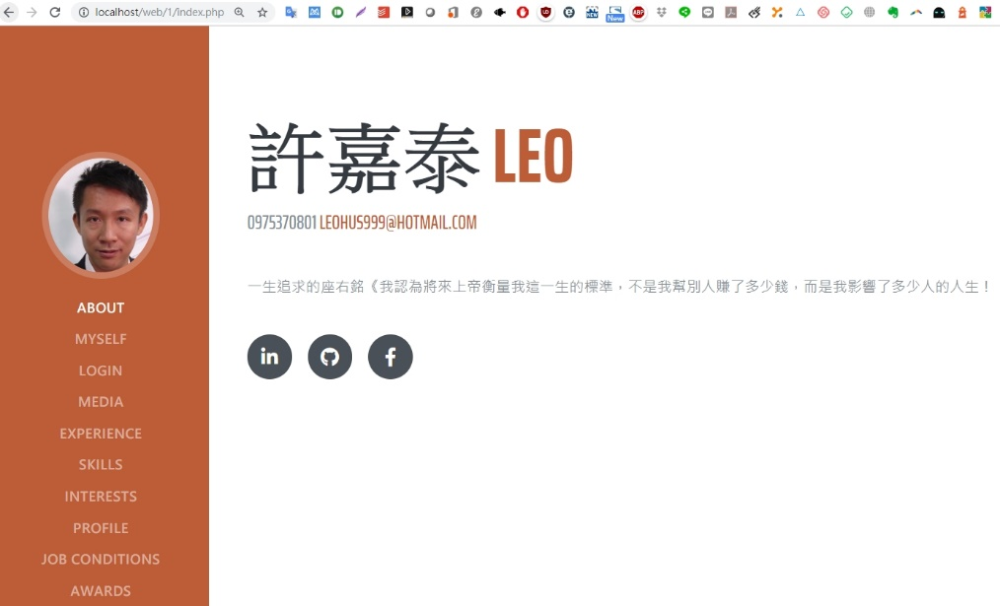 localhost/web/1/index.php
New
許嘉泰 LEO
0975370801 LEOHUS999@HOTMAIL.COM
一生追求的座右銘《我認為將來上帝衡量我這一生的標準，不是我幫別人賺了多少錢，而是我影響了多少人的人生！
in
f
ABOUT
MYSELF
LOGIN
MEDIA
EXPERIENCE
SKILLS
INTERESTS
PROFILE
JOB CONDITIONS
AWARDS